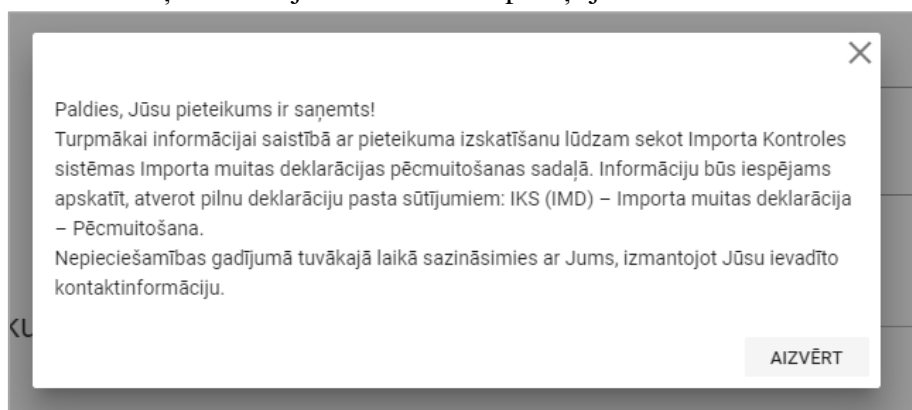 Paldies, Jūsu pieteikums ir saņemts!
Turpmākai informācijai saistībā ar pieteikuma izskatīšanu lūdzam sekot Importa Kontroles
sistēmas Importa muitas deklarācijas pēcmuitošanas sadaļā. Informāciju būs iespējams
apskatīt, atverot pilnu deklarāciju pasta sūtījumiem: IKS (IMD) – Importa muitas deklarācija
– Pēcmuitošana.
Nepieciešamības gadījumā tuvākajā laikā sazināsimies ar Jums, izmantojot Jūsu ievadīto
kontaktinformāciju.
AIZVĒRT